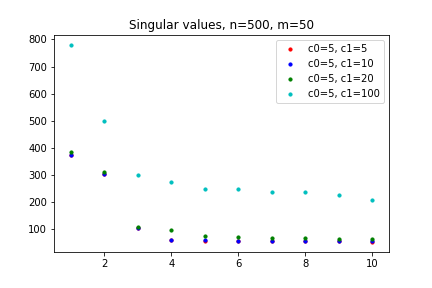 Singular values, n=500, m=50
800
700
600
500
400
300
200
100
c0=5, c1=5
c0=5, c1=10
c0=5, c1=20
c0=5, c1=100
2 4 6 8 10